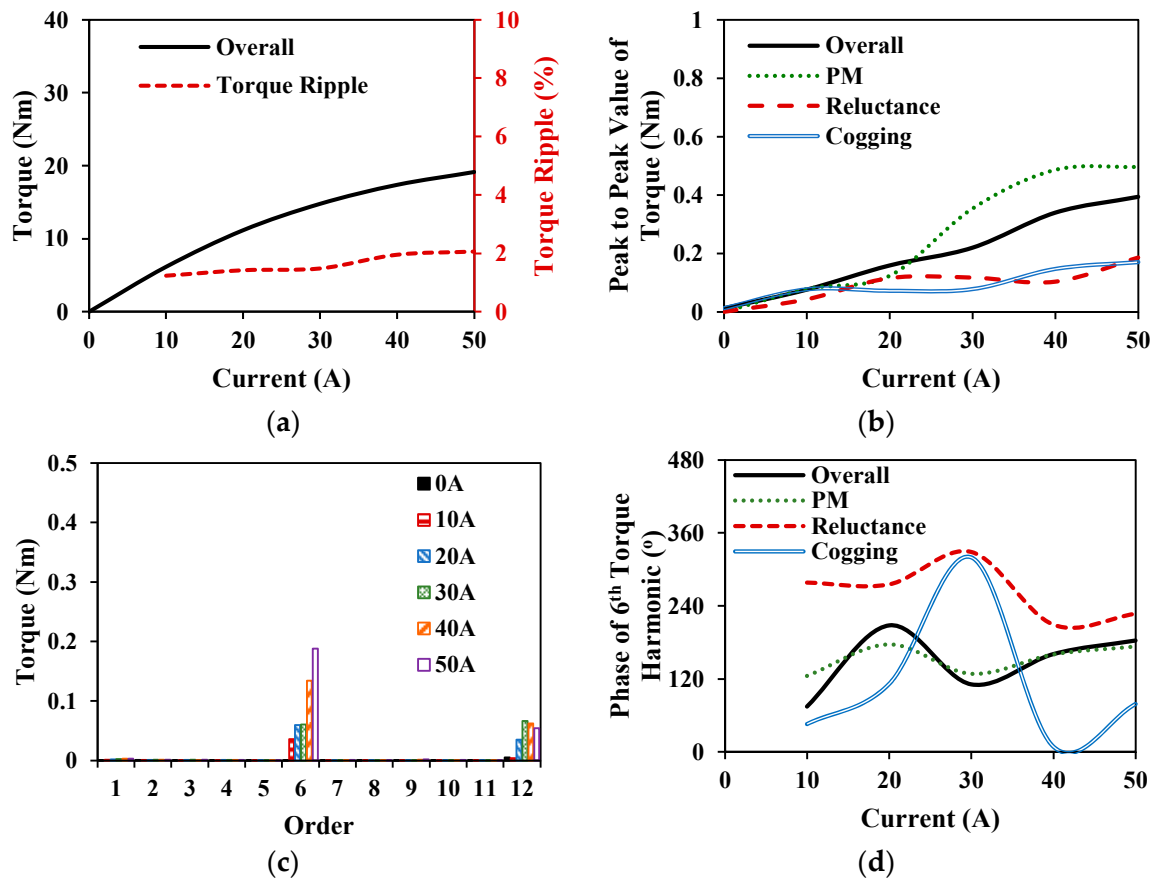 40
30
20
10
0
Torque (Nm)
Overall
Torque Ripple
10
8
6
4
2
0
Torque Ripple (%)
0 10 20 30 40 50
Current (A)
(a)
1
0.8
0.6
0.4
0.2
0
Peak to Peak Value of
Torque (Nm)
Overall
PM
Reluctance
Cogging
0 10 20 30 40 50
Current (A)
(b)
0.5
0.4
0.3
0.2
0.1
0
Torque (Nm)
0A
10A
20A
30A
40A
50A
1 2 3 4 5 6 7 8 9 10 11 12
Order
(c)
480
360
240
120
0
Phase of 6th Torque
Harmonic (º)
Overall
PM
Reluctance
Cogging
0 10 20 30 40 50
Current (A)
(d)